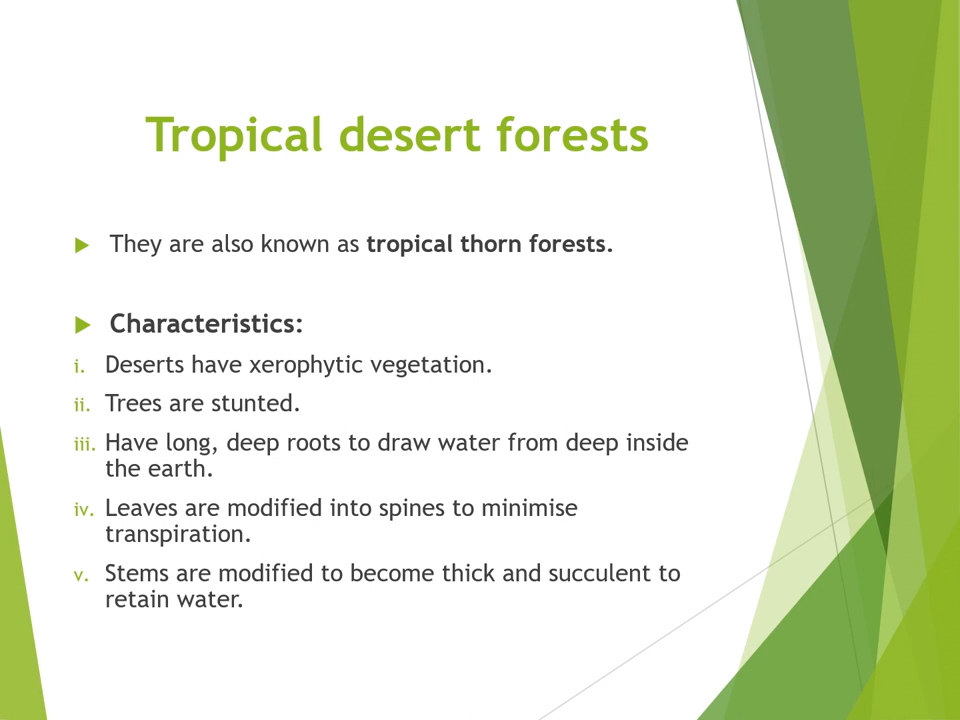 Tropical desert forests
They are also known as tropical thorn forests.
Characteristics:
i. Deserts have xerophytic vegetation.
ii. Trees are stunted.
iii. Have long, deep roots to draw water from deep inside
the earth.
iv. Leaves are modified into spines to minimise
transpiration.
v. Stems are modified to become thick and succulent to
retain water.